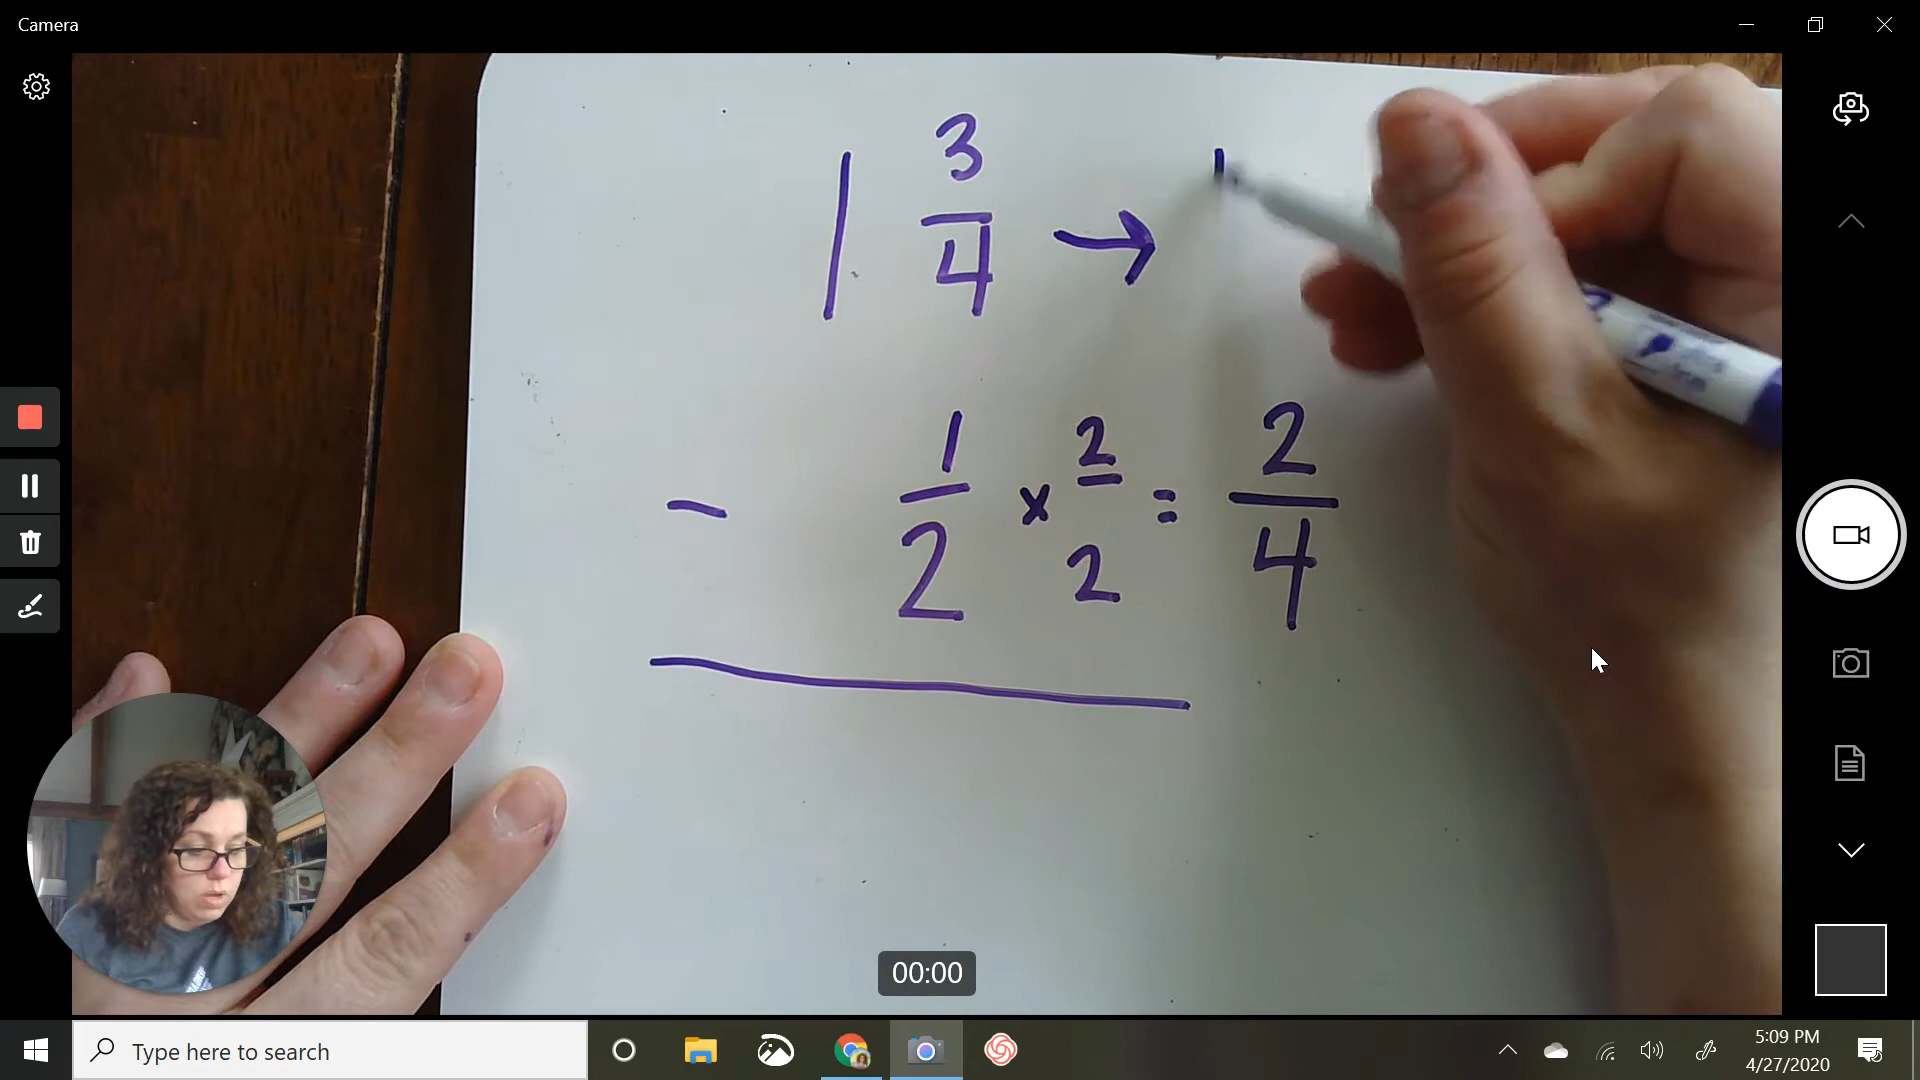 Camera
1 3/4 →
- 1/2 x 2/2 = 2/4
00:00
Type here to search
5:09 PM
4/27/2020